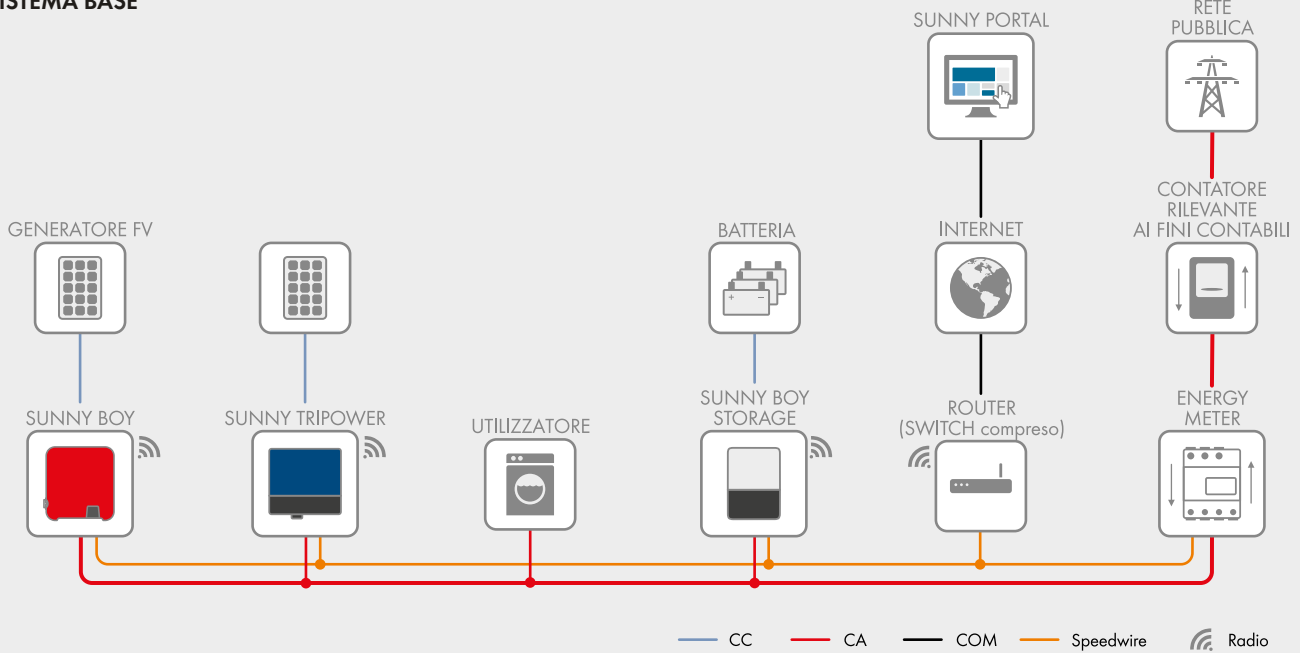 SISTEMA BASE
SUNNY PORTAL
RETE
PUBBLICA
CONTATORE
RILEVANTE
AI FINI CONTABILI
GENERATORE FV
BATTERIA
INTERNET
SUNNY BOY
SUNNY TRIPOWER
UTILIZZATORE
SUNNY BOY
STORAGE
ROUTER
(SWITCH compreso)
ENERGY
METER
CC
CA
COM
Speedwire
Radio